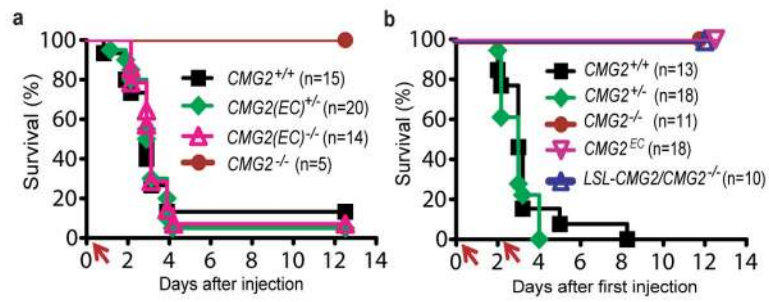 a
Survival (%)
100
80
60
40
20
0
0 2 4 6 8 10 12 14
Days after injection
CMG2+/+ (n=15)
CMG2(EC)+/- (n=20)
CMG2(EC)-/- (n=14)
CMG2-/- (n=5)
b
Survival (%)
100
80
60
40
20
0
0 2 4 6 8 10 12 14
Days after first injection
CMG2+/+ (n=13)
CMG2+/- (n=18)
CMG2-/- (n=11)
CMG2EC (n=18)
LSL-CMG2/CMG2-/- (n=10)